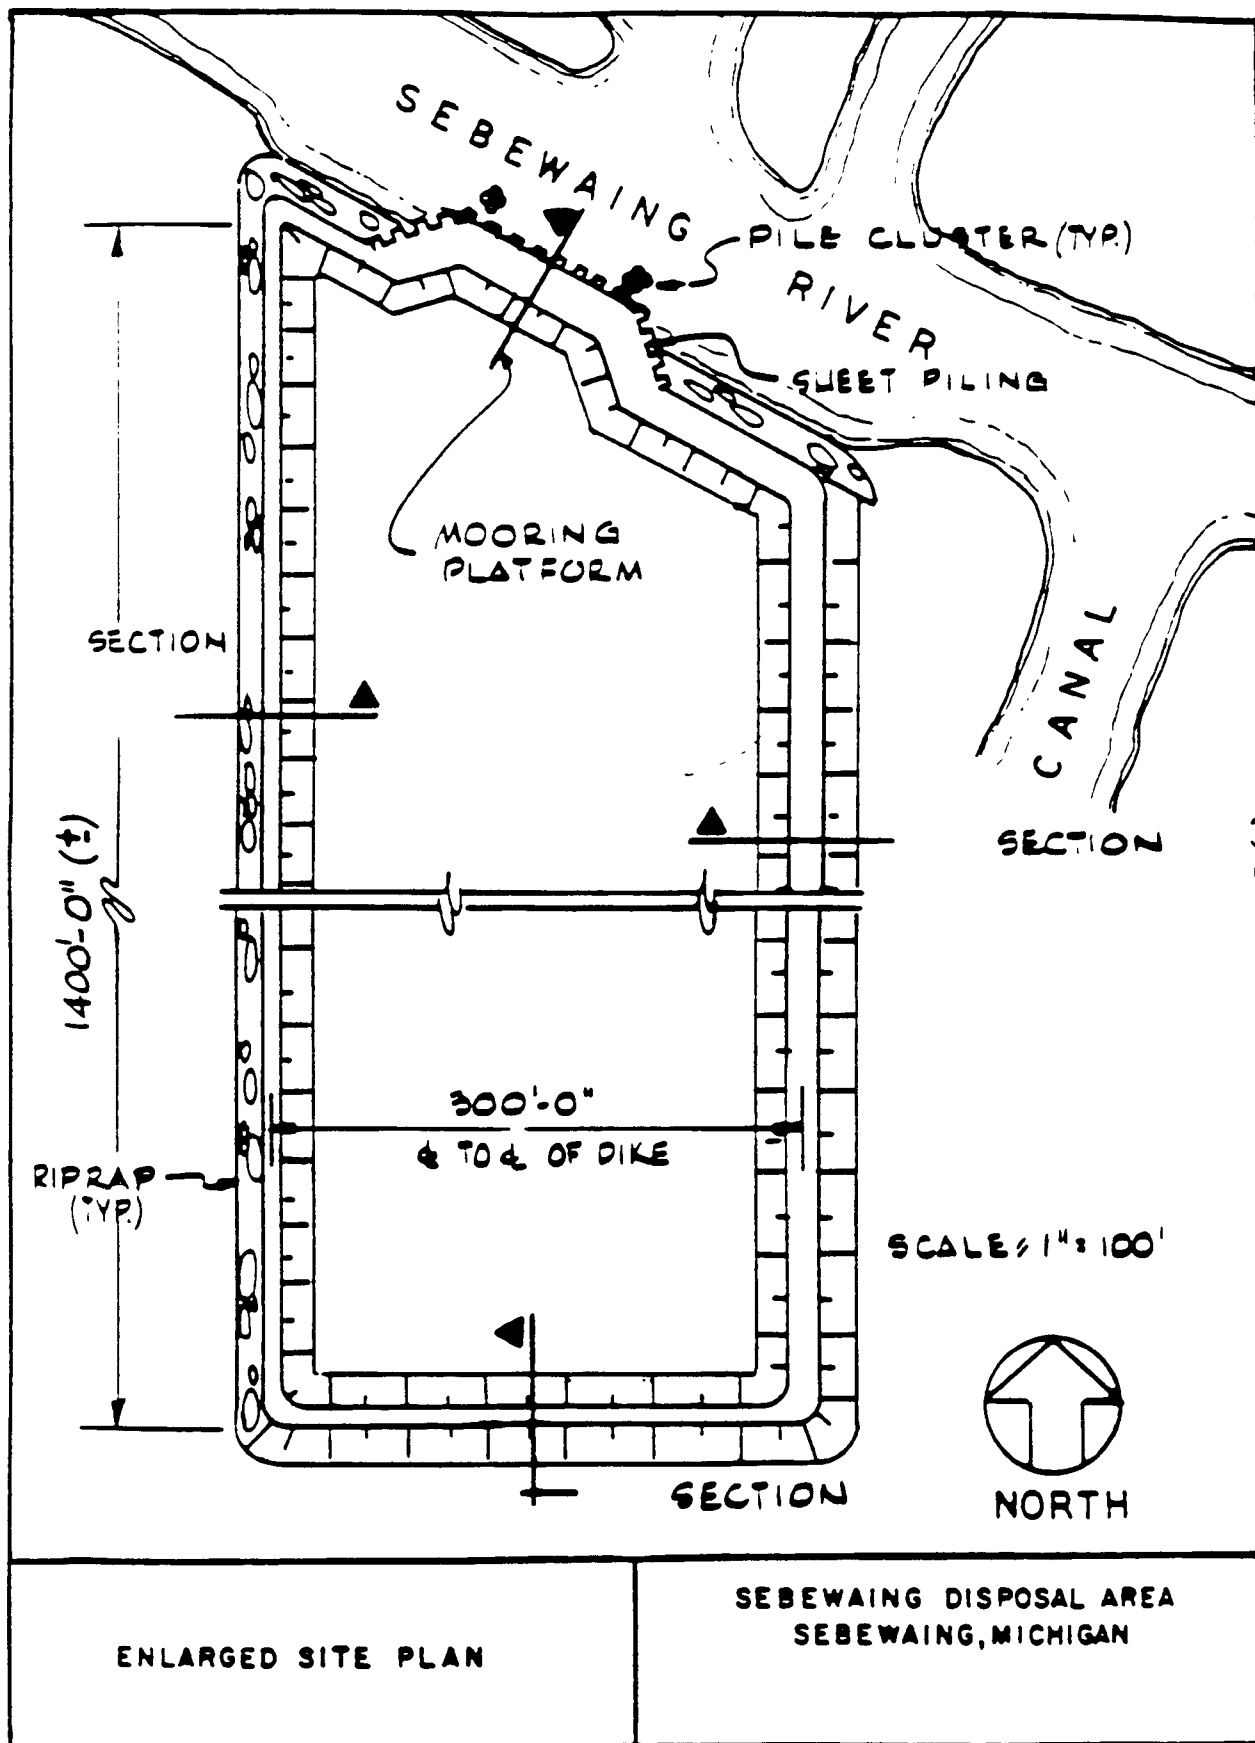 SEBEWAING
RIVER
PILE CLUSTER (TYP.)
SHEET PILING
MOORING
PLATFORM
SECTION
CANAL
SECTION
1400'-0" (±)
300'-0"
℄ TO ℄ OF DIKE
RIPRAP
(TYP.)
SCALE: 1" = 100'
SECTION
NORTH
ENLARGED SITE PLAN
SEBEWAING DISPOSAL AREA
SEBEWAING, MICHIGAN